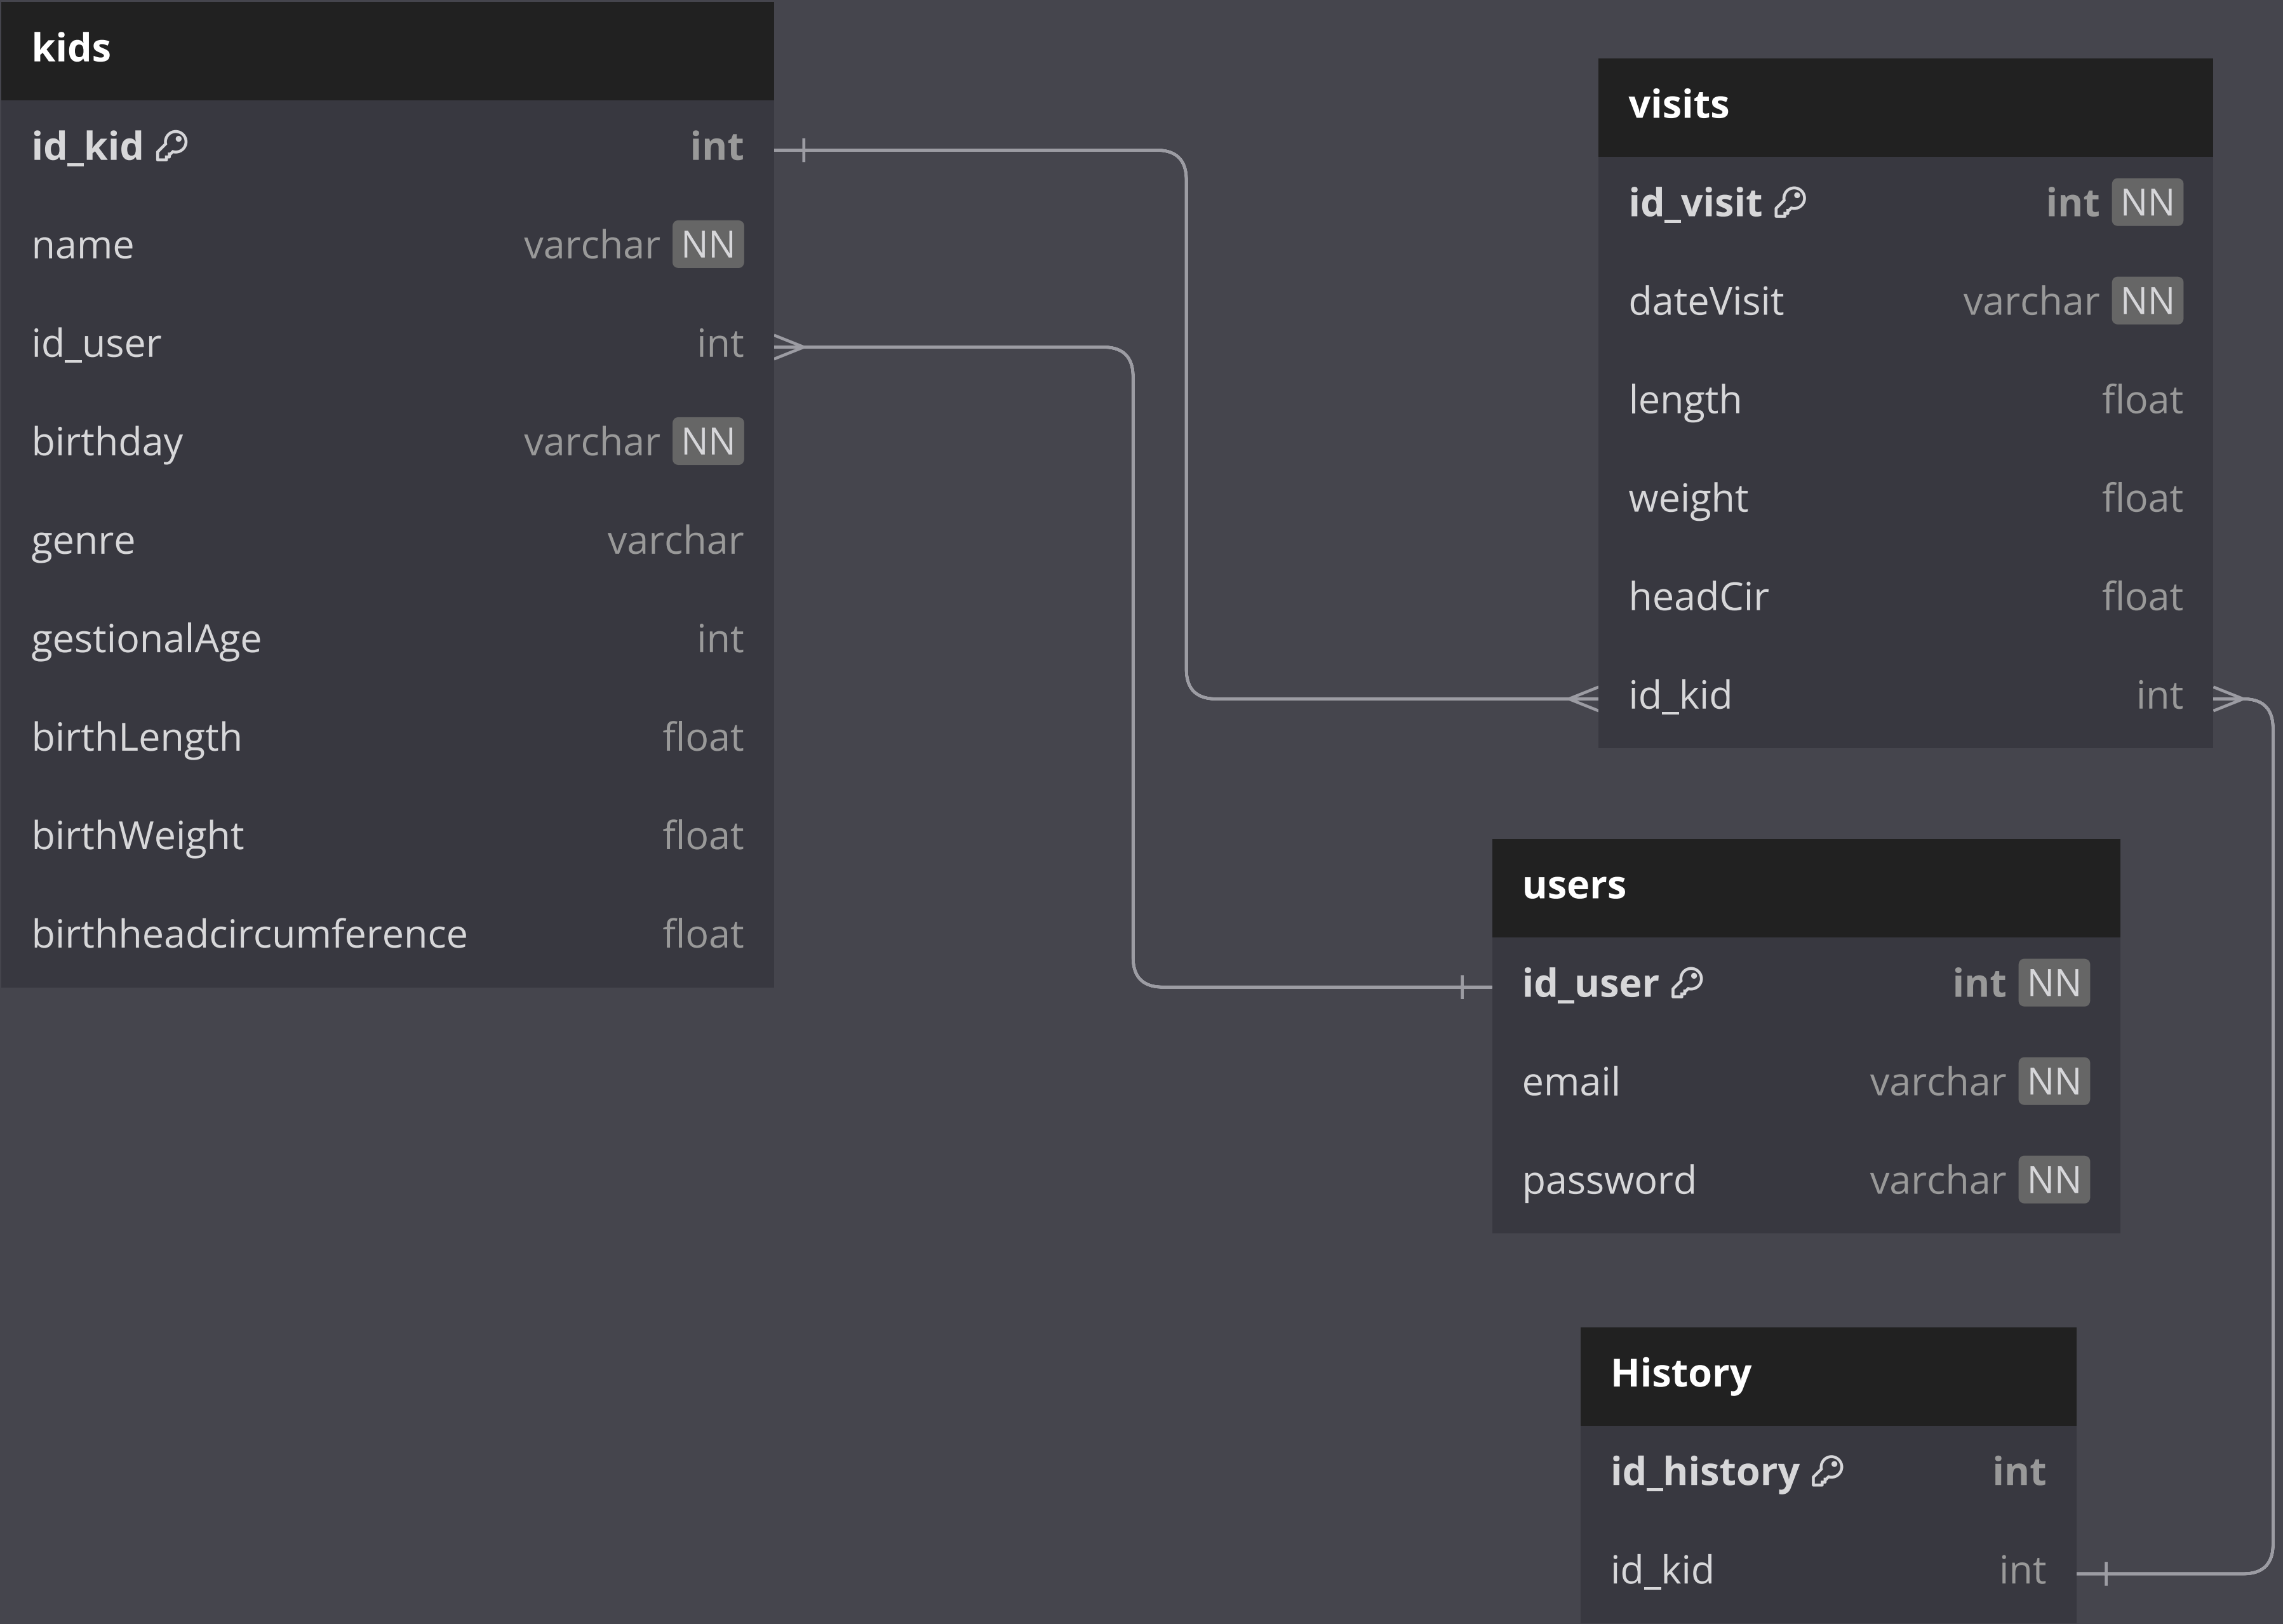 kids
id_kid int
name varchar NN
id_user int
birthday varchar NN
genre varchar
gestionalAge int
birthLength float
birthWeight float
birthheadcircumference float
visits
id_visit int NN
dateVisit varchar NN
length float
weight float
headCir float
id_kid int
users
id_user int NN
email varchar NN
password varchar NN
History
id_history int
id_kid int